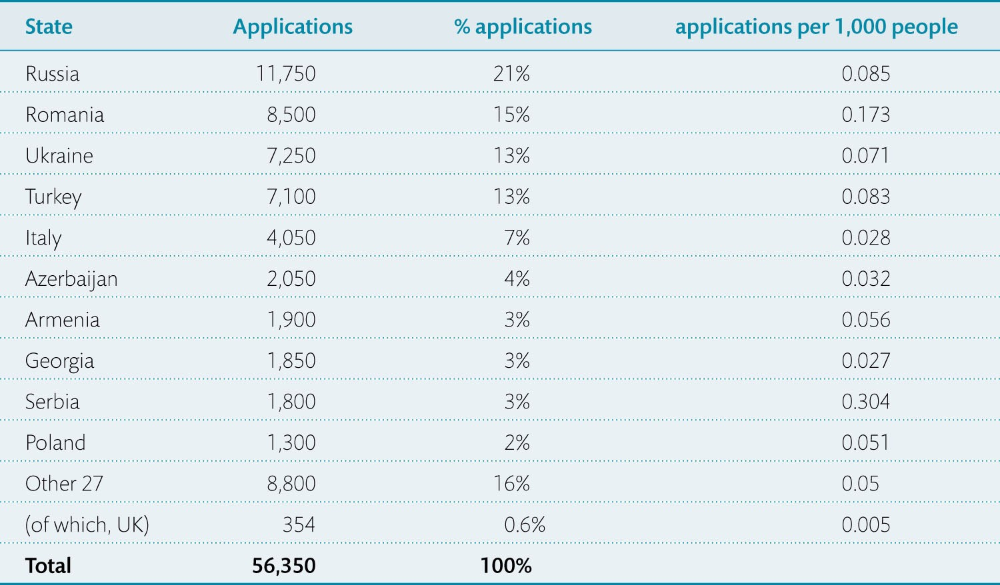 State Applications % applications applications per 1,000 people
Russia 11,750 21% 0.085
Romania 8,500 15% 0.173
Ukraine 7,250 13% 0.071
Turkey 7,100 13% 0.083
Italy 4,050 7% 0.028
Azerbaijan 2,050 4% 0.032
Armenia 1,900 3% 0.056
Georgia 1,850 3% 0.027
Serbia 1,800 3% 0.304
Poland 1,300 2% 0.051
Other 27 8,800 16% 0.05
(of which, UK) 354 0.6% 0.005
Total 56,350 100%